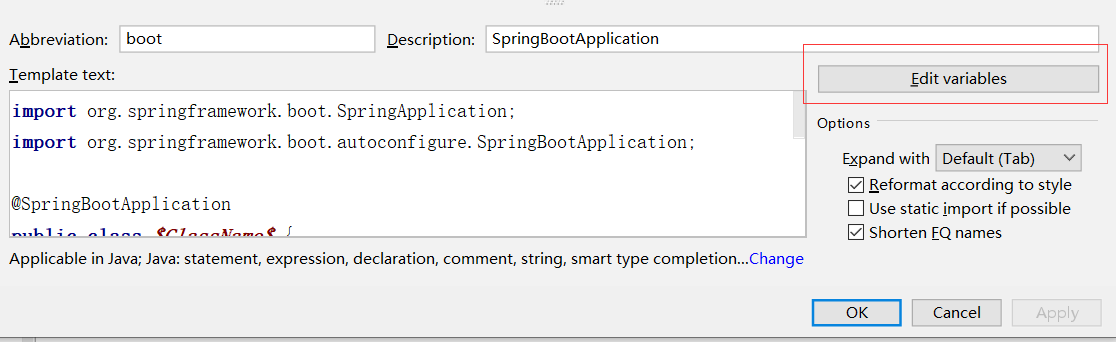 Abbreviation: boot Description: SpringBootApplication
Template text:
Edit variables
import org.springframework.boot.SpringApplication;
import org.springframework.boot.autoconfigure.SpringBootApplication;
@SpringBootApplication
public class $ClassName$ {
Options
Expand with Default (Tab)
Reformat according to style
Use static import if possible
Shorten FQ names
Applicable in Java; Java: statement, expression, declaration, comment, string, smart type completion...Change
OK Cancel Apply